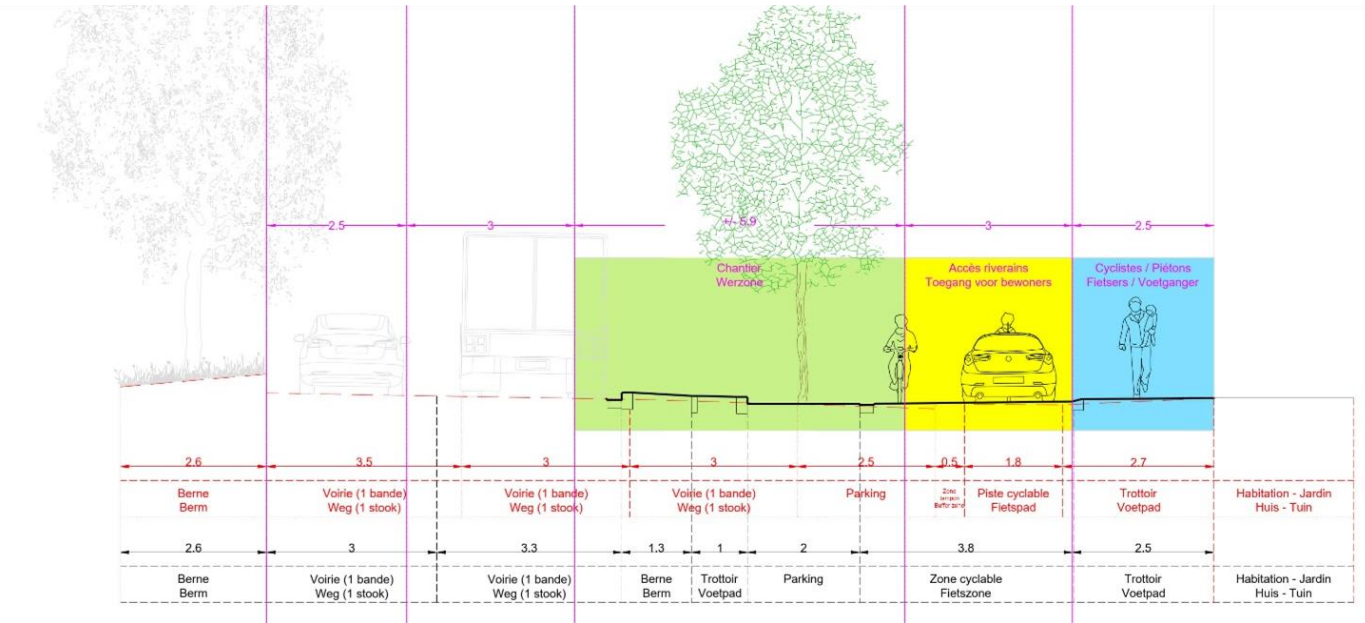 2.5
3
+/- 5.9
3
2.5
Chantier
Werzone
Accès riverains
Toegang voor bewoners
Cyclistes / Piétons
Fietsers / Voetganger
2.6
3.5
3
3
2.5
0.5
1.8
2.7
Berne
Berm
Voirie (1 bande)
Weg (1 stook)
Voirie (1 bande)
Weg (1 stook)
Voirie (1 bande)
Weg (1 stook)
Parking
Zone
tampon
Buffer zone
Piste cyclable
Fietspad
Trottoir
Voetpad
Habitation - Jardin
Huis - Tuin
2.6
3
3.3
1.3
1
2
3.8
2.5
Berne
Berm
Voirie (1 bande)
Weg (1 stook)
Voirie (1 bande)
Weg (1 stook)
Berne
Berm
Trottoir
Voetpad
Parking
Zone cyclable
Fietszone
Trottoir
Voetpad
Habitation - Jardin
Huis - Tuin